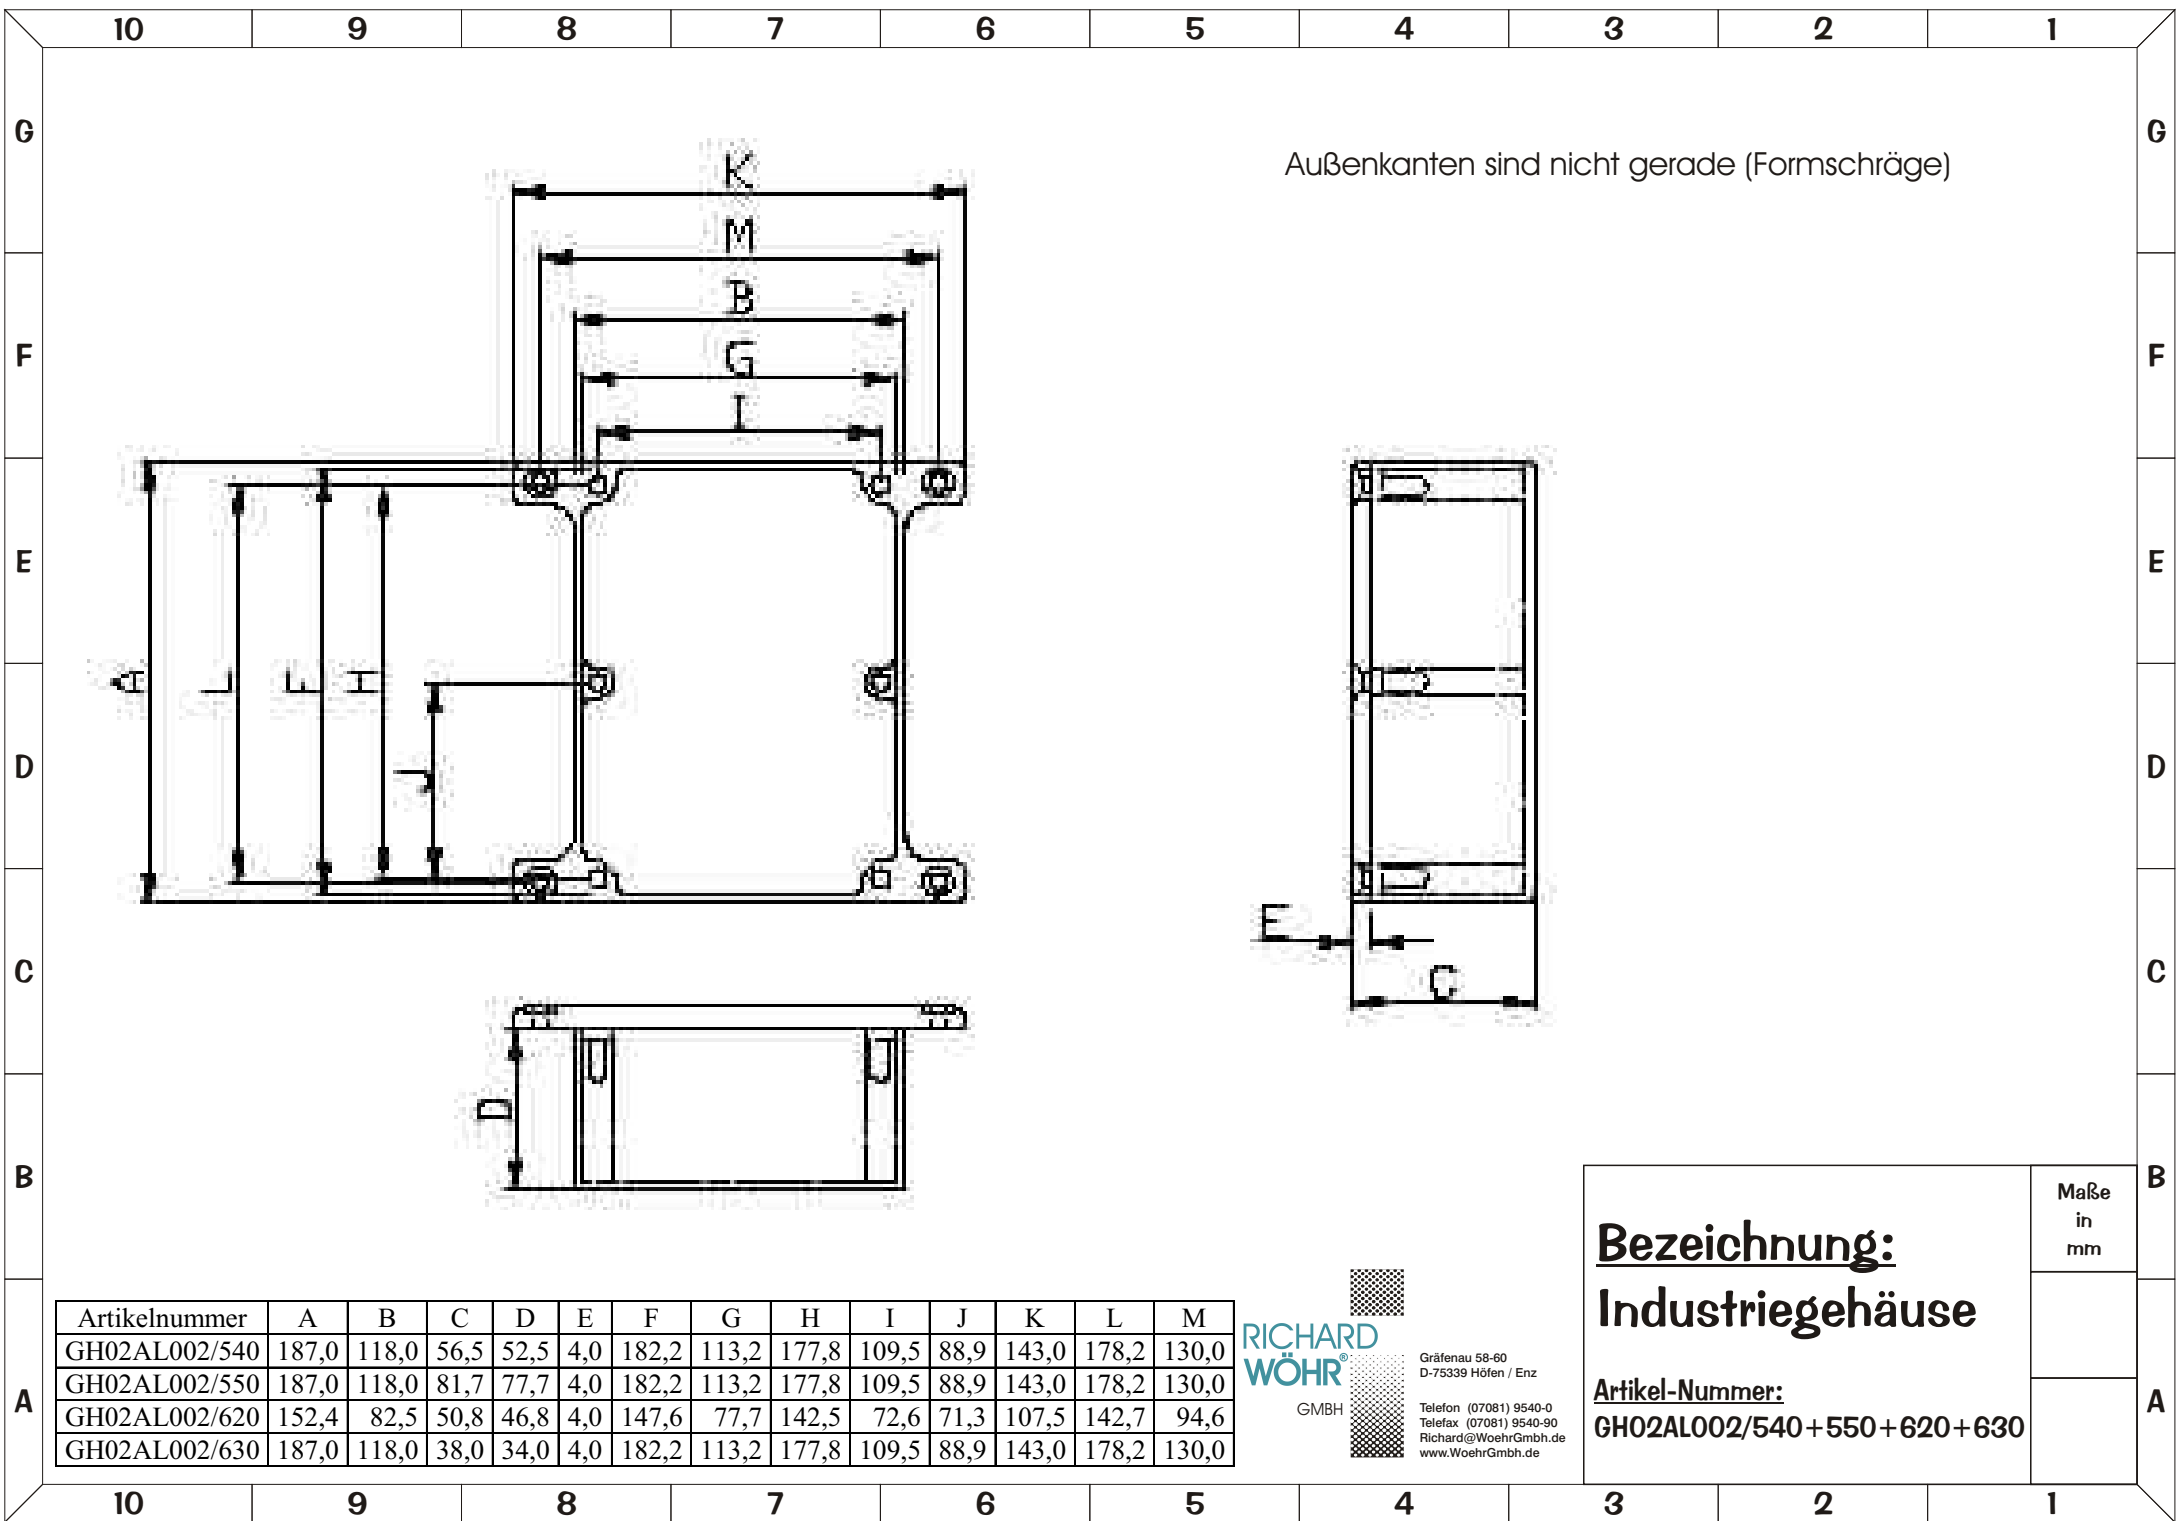 10 9 8 7 6 5 4 3 2 1
G G
Außenkanten sind nicht gerade (Formschräge)
K
M
B
G
I
F F
E E
A L F H
J
D D
E
C
C C
D
B B
Bezeichnung:
Industriegehäuse
Artikel-Nummer:
GH02AL002/540+550+620+630
Maße
in
mm
Artikelnummer A B C D E F G H I J K L M
GH02AL002/540 187,0 118,0 56,5 52,5 4,0 182,2 113,2 177,8 109,5 88,9 143,0 178,2 130,0
GH02AL002/550 187,0 118,0 81,7 77,7 4,0 182,2 113,2 177,8 109,5 88,9 143,0 178,2 130,0
GH02AL002/620 152,4 82,5 50,8 46,8 4,0 147,6 77,7 142,5 72,6 71,3 107,5 142,7 94,6
GH02AL002/630 187,0 118,0 38,0 34,0 4,0 182,2 113,2 177,8 109,5 88,9 143,0 178,2 130,0
RICHARD
WÖHR®
GMBH
Gräfenau 58-60
D-75339 Höfen / Enz
Telefon (07081) 9540-0
Telefax (07081) 9540-90
Richard@WoehrGmbh.de
www.WoehrGmbh.de
A A
10 9 8 7 6 5 4 3 2 1